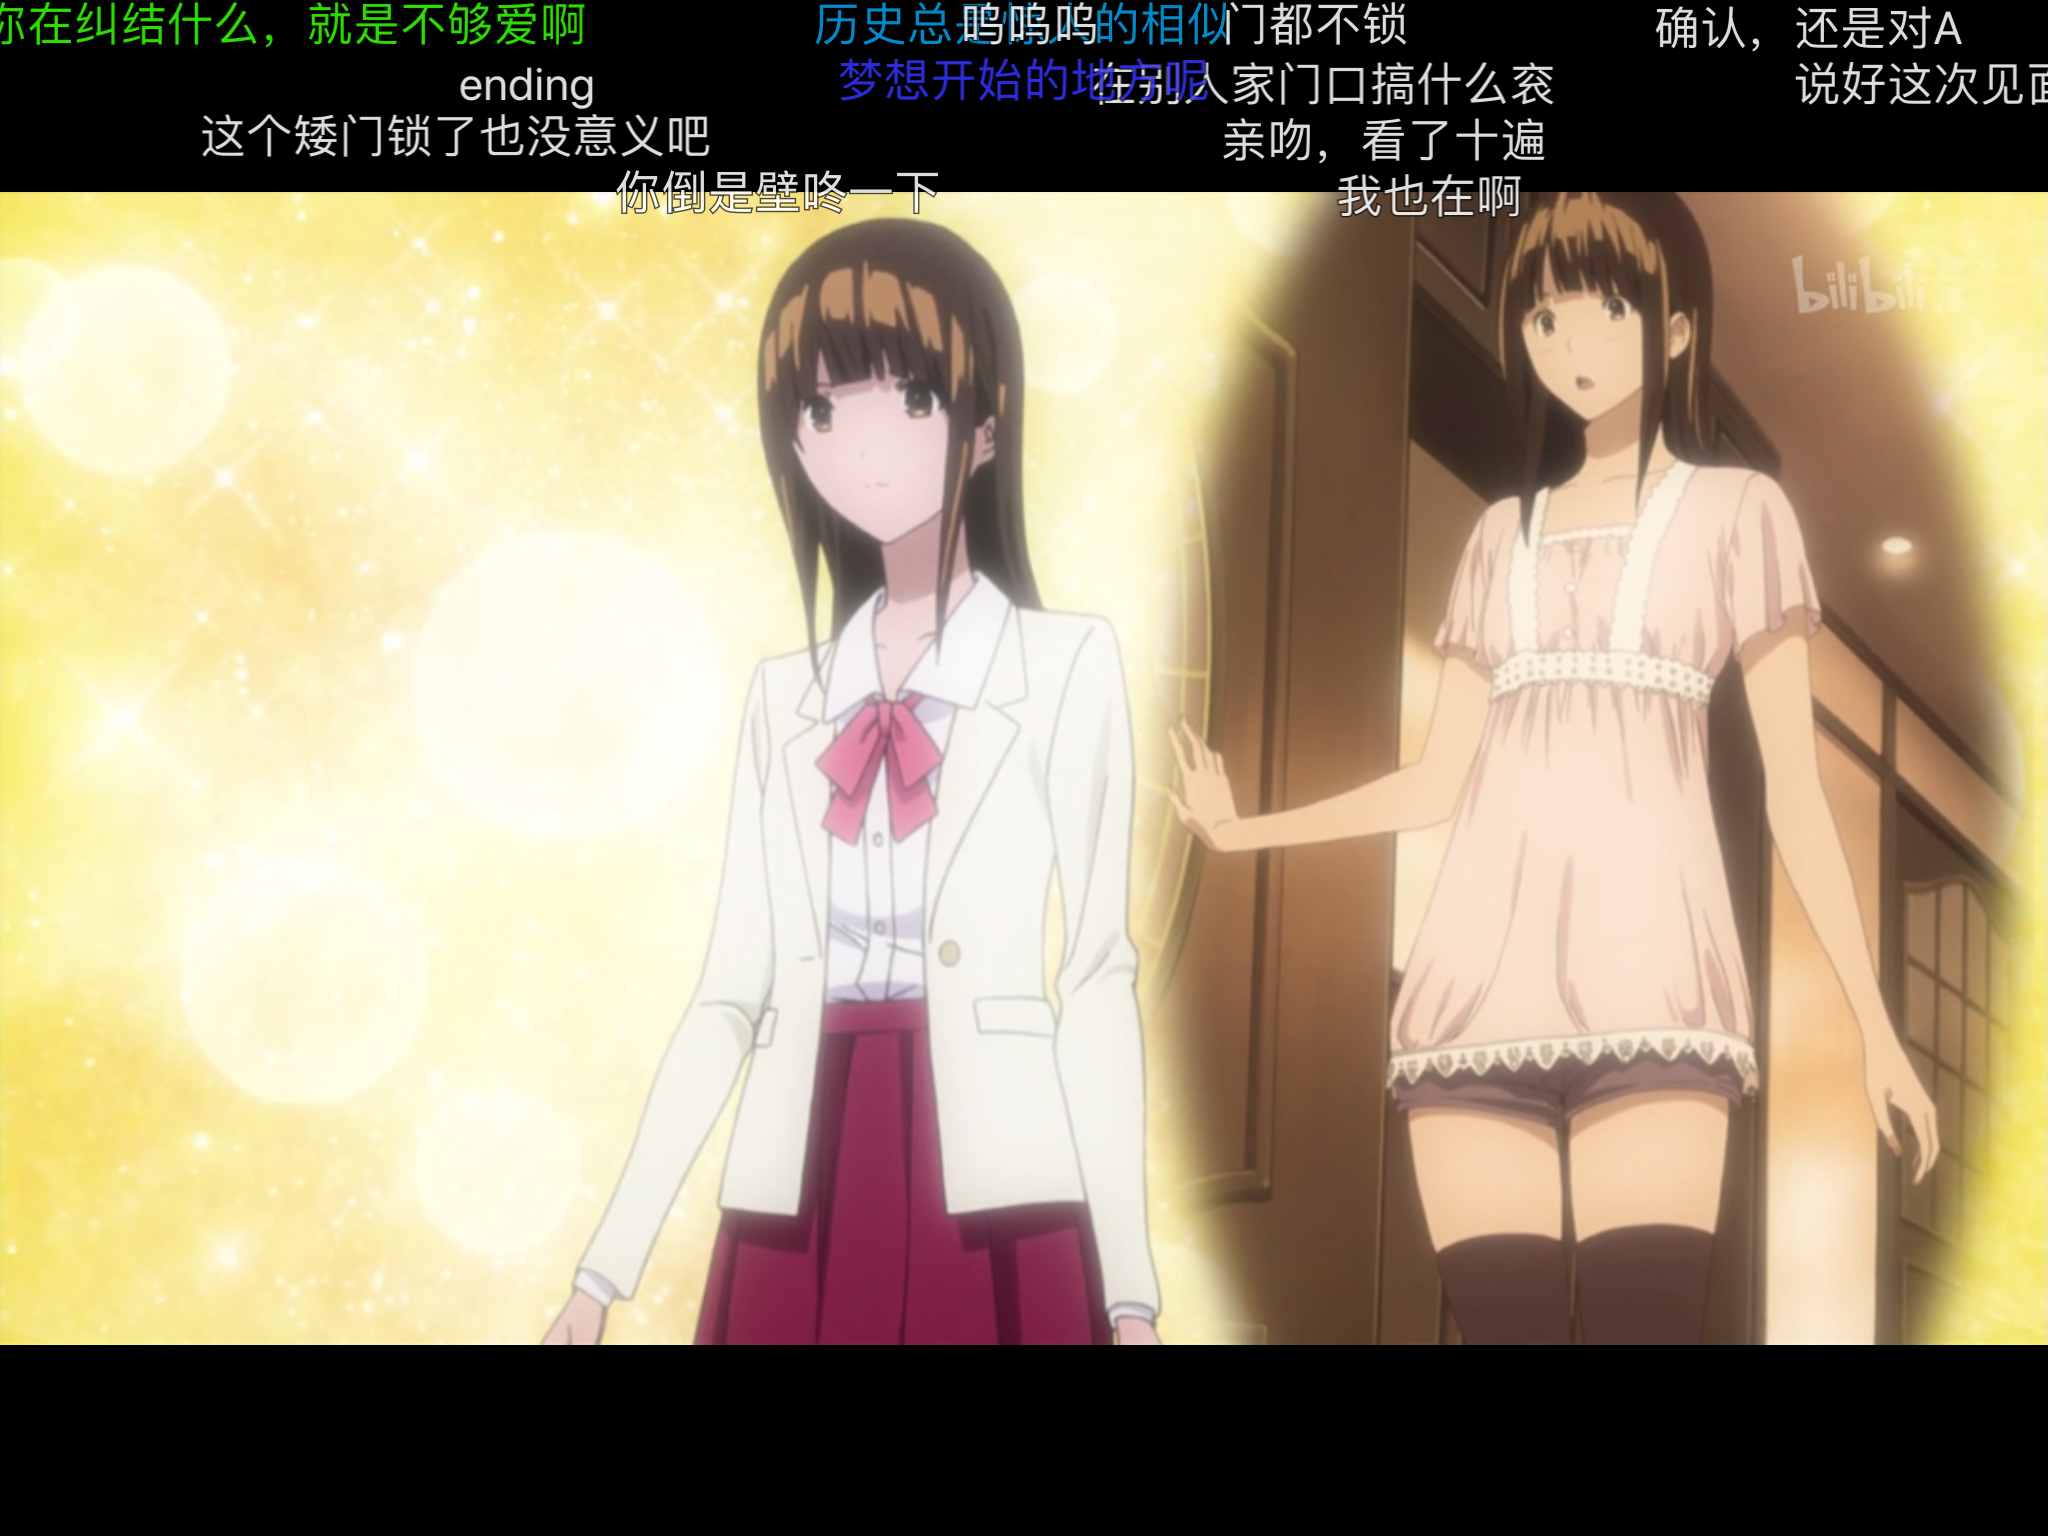 你在纠结什么，就是不够爱啊
历史总是惊人的相似
呜呜呜
门都不锁
确认，还是对A
ending
梦想开始的地方呢
在别人家门口搞什么衮
说好这次见面
这个矮门锁了也没意义吧
亲吻，看了十遍
你倒是壁咚一下
我也在啊
bilibili